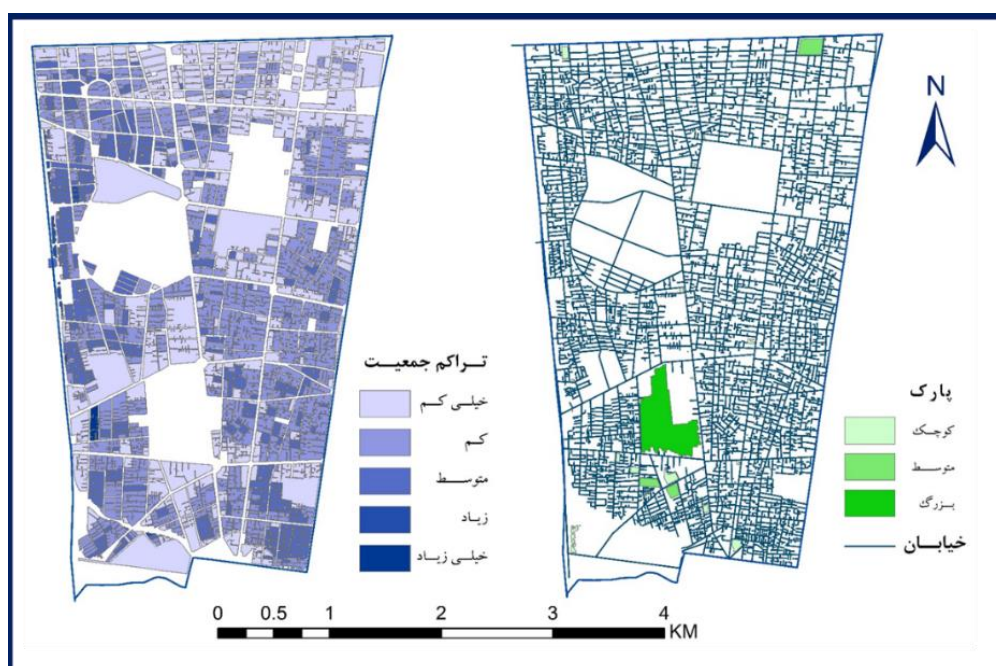 N
تراکم جمعیت
خیلی کم
کم
متوسط
زیاد
خیلی زیاد
پارک
کوچک
متوسط
بزرگ
خیابان
0 0.5 1 2 3 4
KM